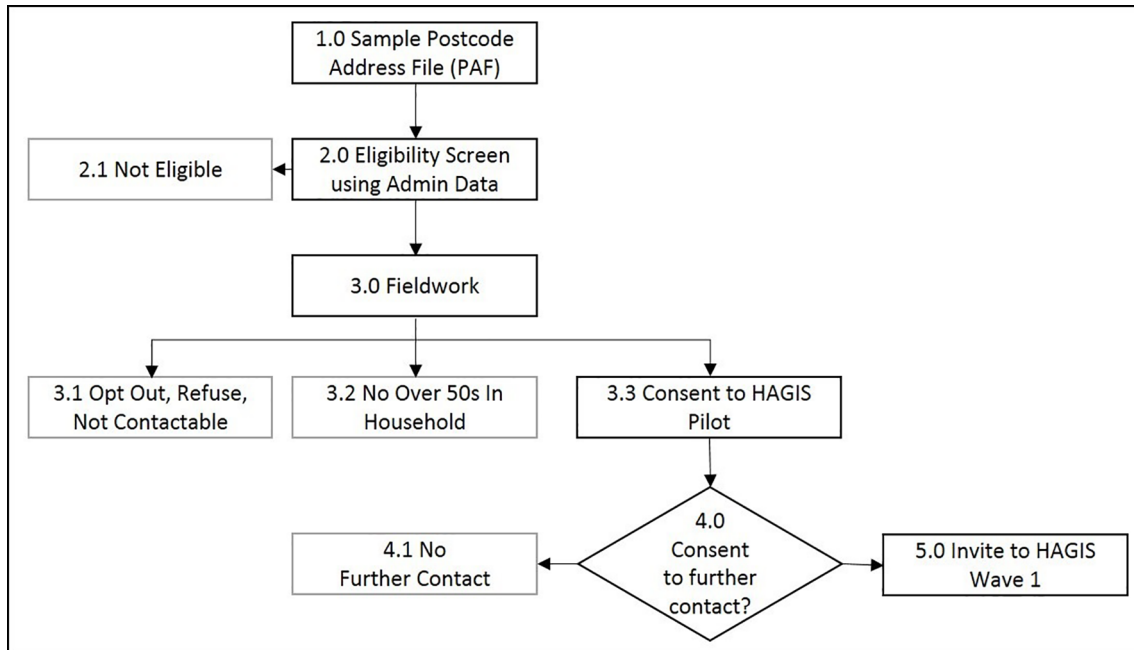 1.0 Sample Postcode
Address File (PAF)
2.1 Not Eligible
2.0 Eligibility Screen
using Admin Data
3.0 Fieldwork
3.1 Opt Out, Refuse,
Not Contactable
3.2 No Over 50s In
Household
3.3 Consent to HAGIS
Pilot
4.1 No
Further Contact
4.0
Consent
to further
contact?
5.0 Invite to HAGIS
Wave 1